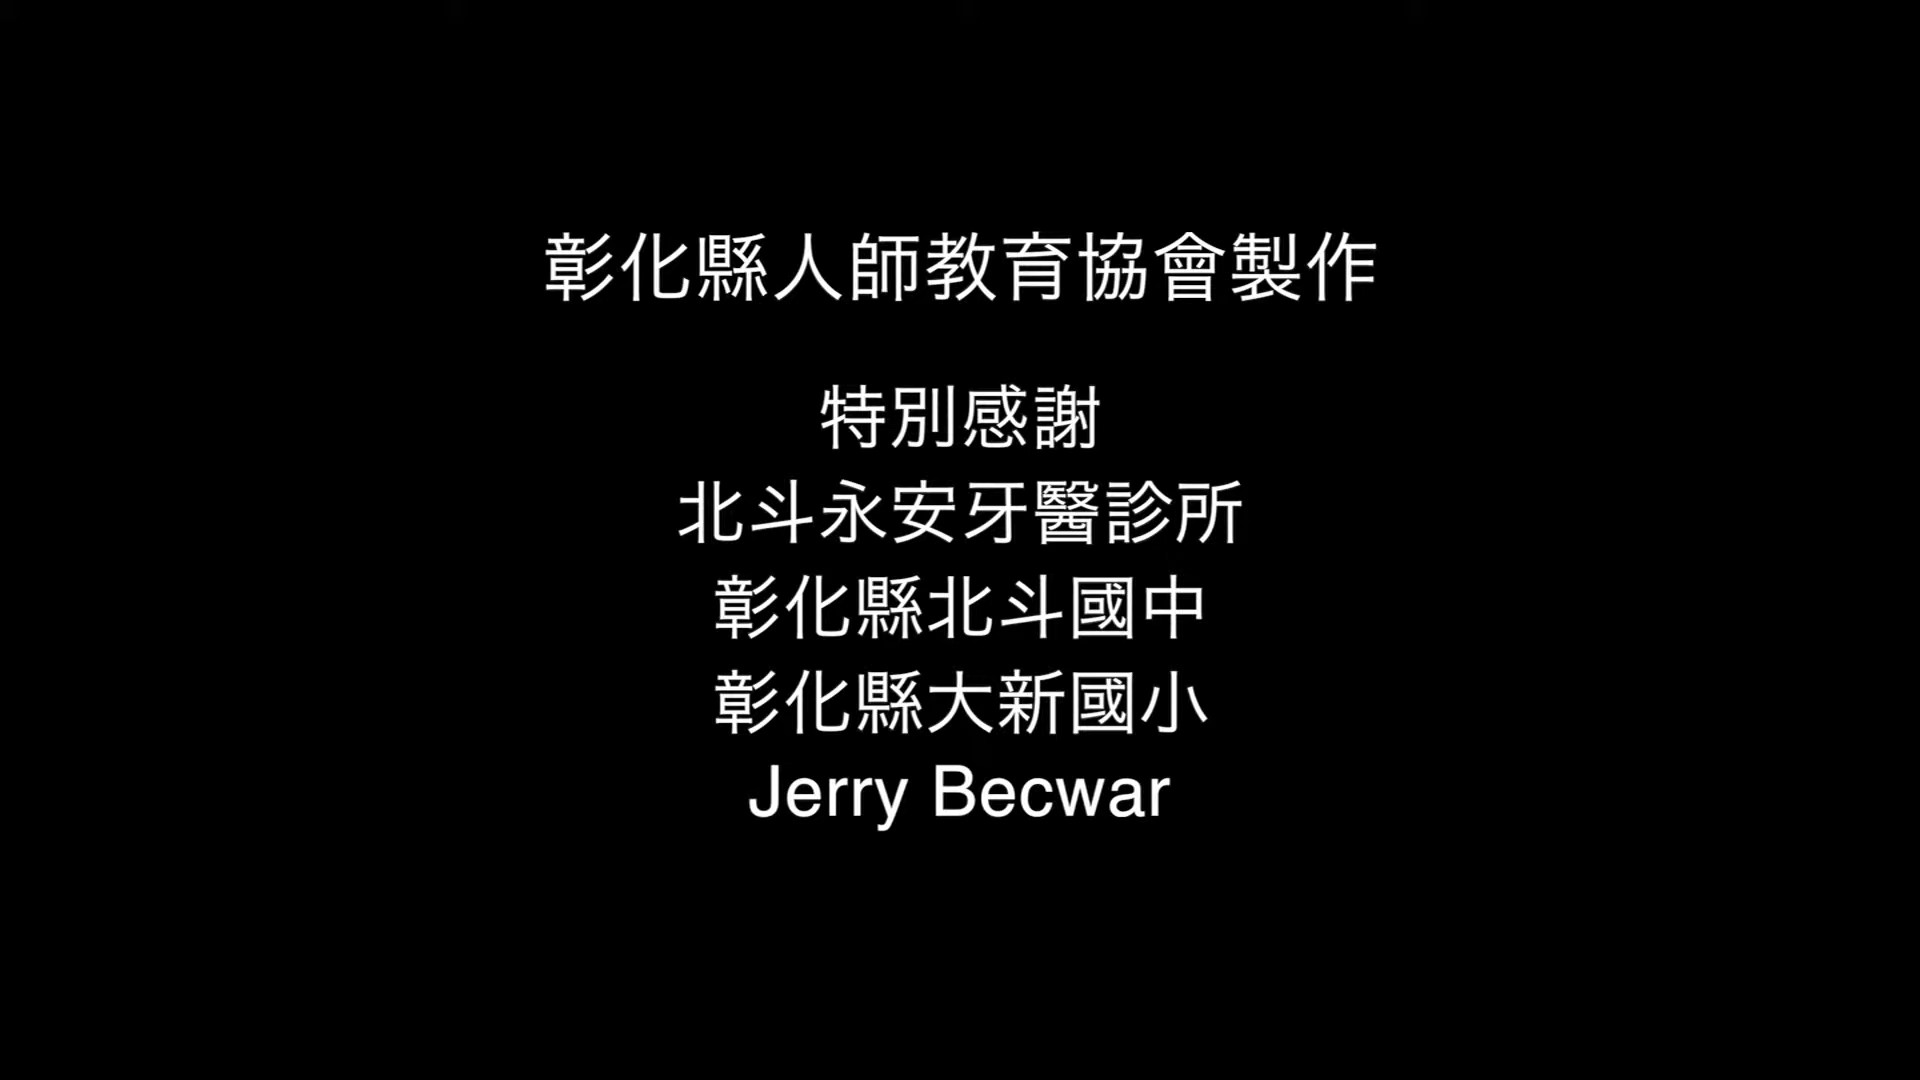 彰化縣人師教育協會製作
特別感謝
北斗永安牙醫診所
彰化縣北斗國中
彰化縣大新國小
Jerry Becwar